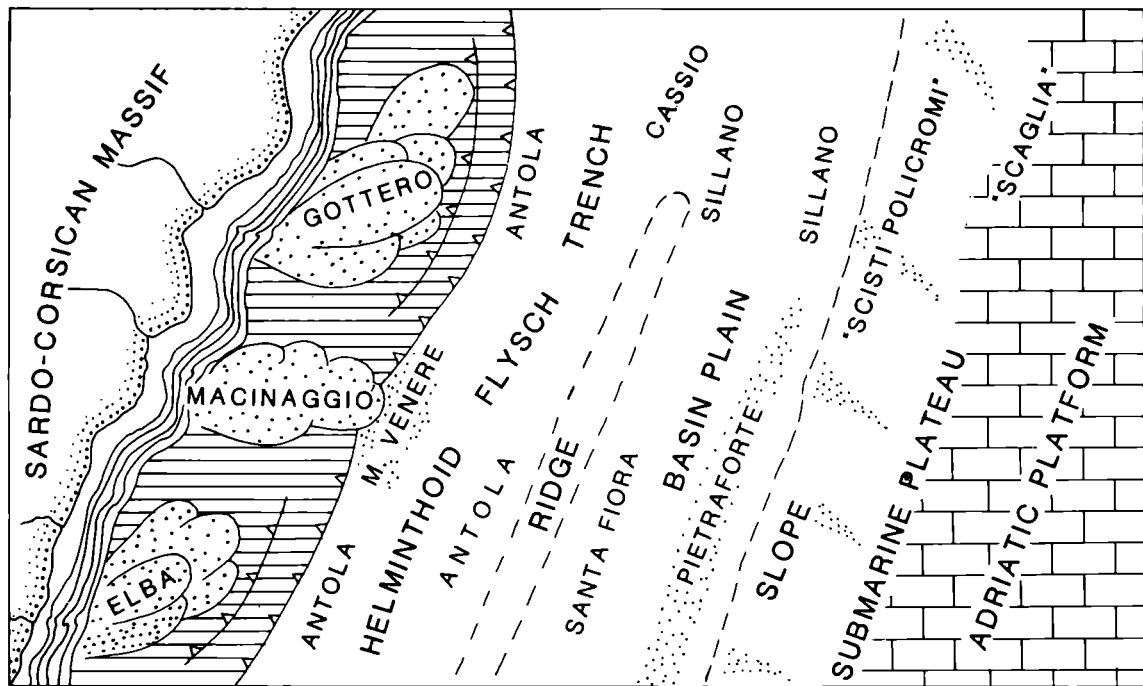 SARDO-CORSICAN MASSIF
GOTTERO
MACINAGGIO
ELBA
ANTOLA
TRENCH
CASSIO
SILLANO
SILLANO
"SCISTI POLICROMI"
"SCAGLIA"
M. VENERE
FLYSCH
HELMINTHOID
ANTOLA
ANTOLA
RIDGE
SANTA FIORA
BASIN PLAIN
PIETRAFORTE
SLOPE
SUBMARINE PLATEAU
ADRIATIC PLATFORM